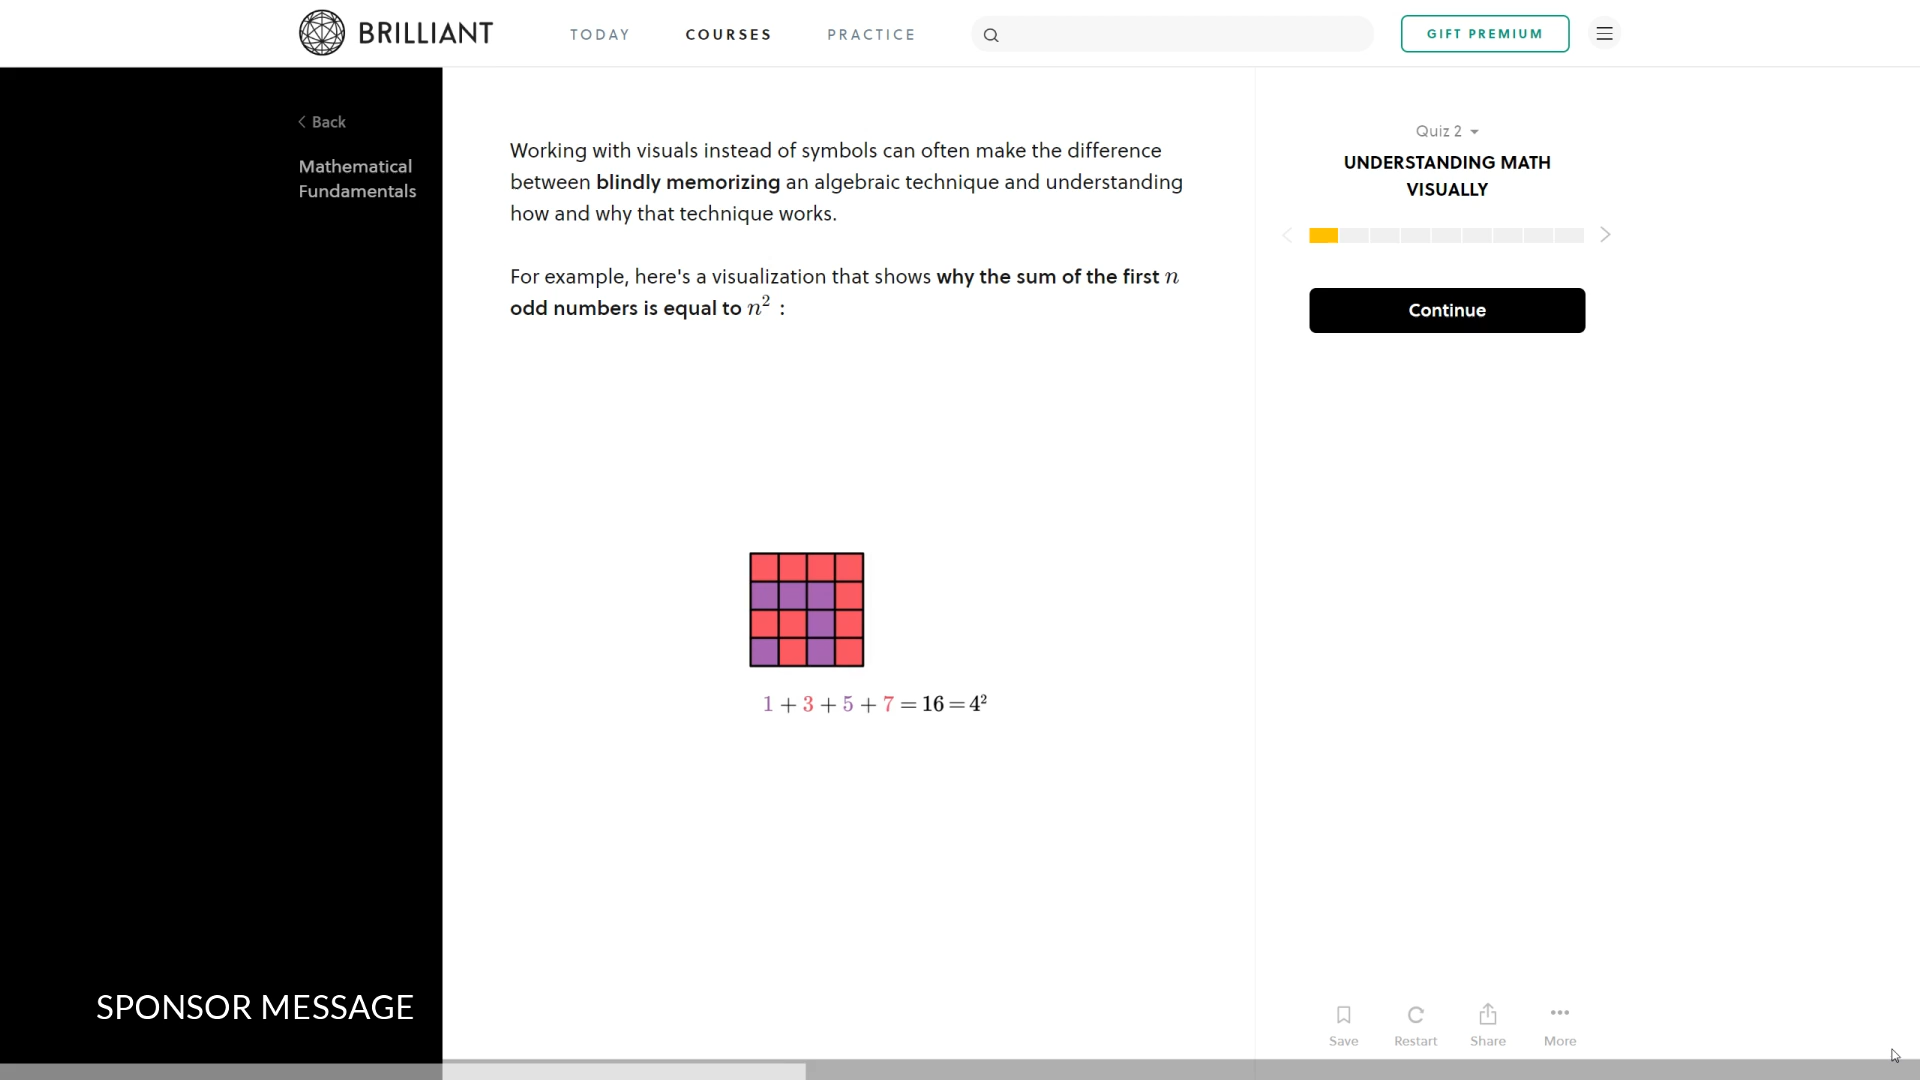 BRILLIANT
TODAY
COURSES
PRACTICE
GIFT PREMIUM
Back
Mathematical
Fundamentals
Working with visuals instead of symbols can often make the difference
between blindly memorizing an algebraic technique and understanding
how and why that technique works.
For example, here's a visualization that shows why the sum of the first n
odd numbers is equal to n² :
1 + 3 + 5 + 7 = 16 = 4²
Quiz 2
UNDERSTANDING MATH
VISUALLY
Continue
Save
Restart
Share
More
SPONSOR MESSAGE